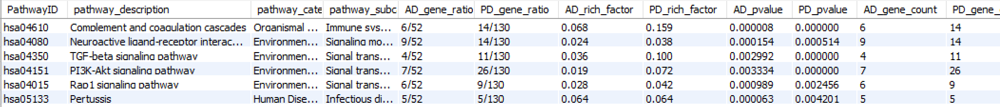 PathwayID pathway_description pathway_cate pathway_subc AD_gene_ratio PD_gene_ratio AD_rich_factor PD_rich_factor AD_pvalue PD_pvalue AD_gene_count PD_gene_
hsa04610 Complement and coagulation cascades Organismal ... Immune sys... 6/52 14/130 0.068 0.159 0.000008 0.000000 6 14
hsa04080 Neuroactive ligand-receptor interac... Environmen... Signaling mo... 9/52 14/130 0.024 0.038 0.000154 0.000514 9 14
hsa04350 TGF-beta signaling pathway Environmen... Signal trans... 4/52 11/130 0.036 0.100 0.002992 0.000000 4 11
hsa04151 PI3K-Akt signaling pathway Environmen... Signal trans... 7/52 26/130 0.019 0.072 0.003334 0.000000 7 26
hsa04015 Rap1 signaling pathway Environmen... Signal trans... 6/52 9/130 0.028 0.042 0.000989 0.002456 6 9
hsa05133 Pertussis Human Dise... Infectious di... 5/52 5/130 0.064 0.064 0.000063 0.004201 5 5